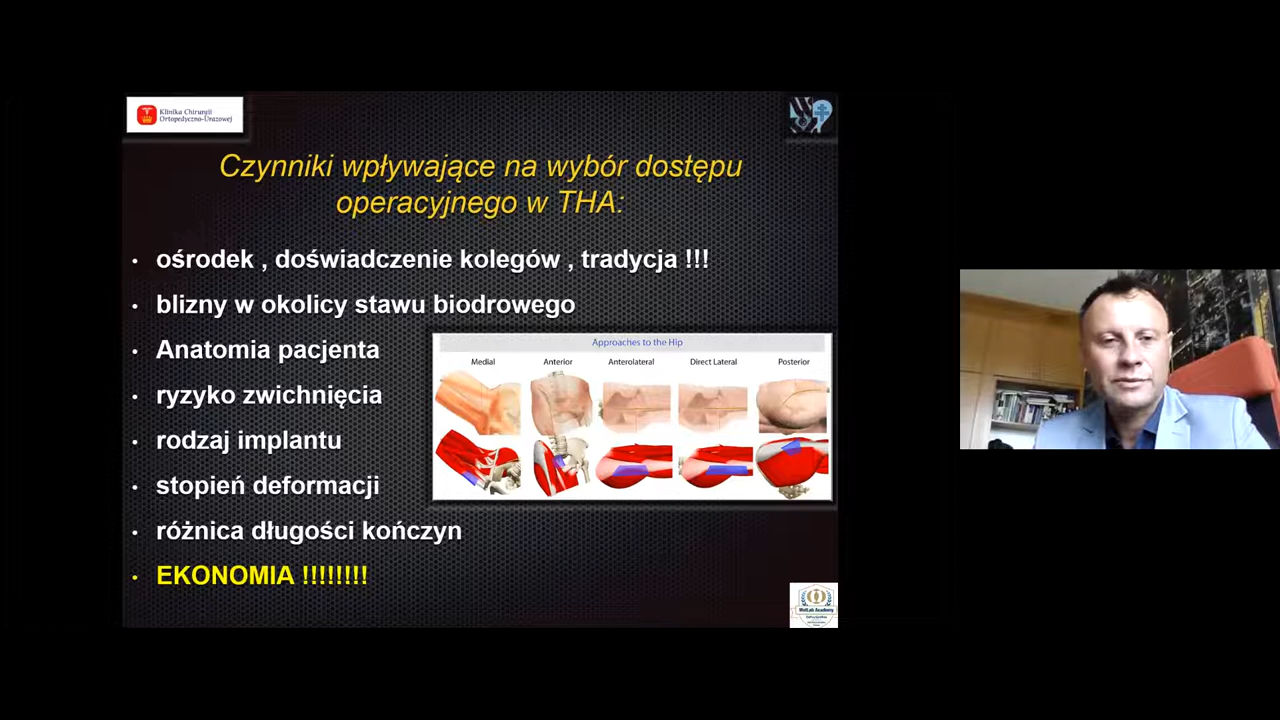 Klinika Chirurgii
Ortopedyczno-Urazowej
Czynniki wpływające na wybór dostępu
operacyjnego w THA:
• ośrodek , doświadczenie kolegów , tradycja !!!
• blizny w okolicy stawu biodrowego
• Anatomia pacjenta
• ryzyko zwichnięcia
• rodzaj implantu
• stopień deformacji
• różnica długości kończyn
• EKONOMIA !!!!!!!!
Approaches to the Hip
Medial Anterior Anterolateral Direct Lateral Posterior
Academy